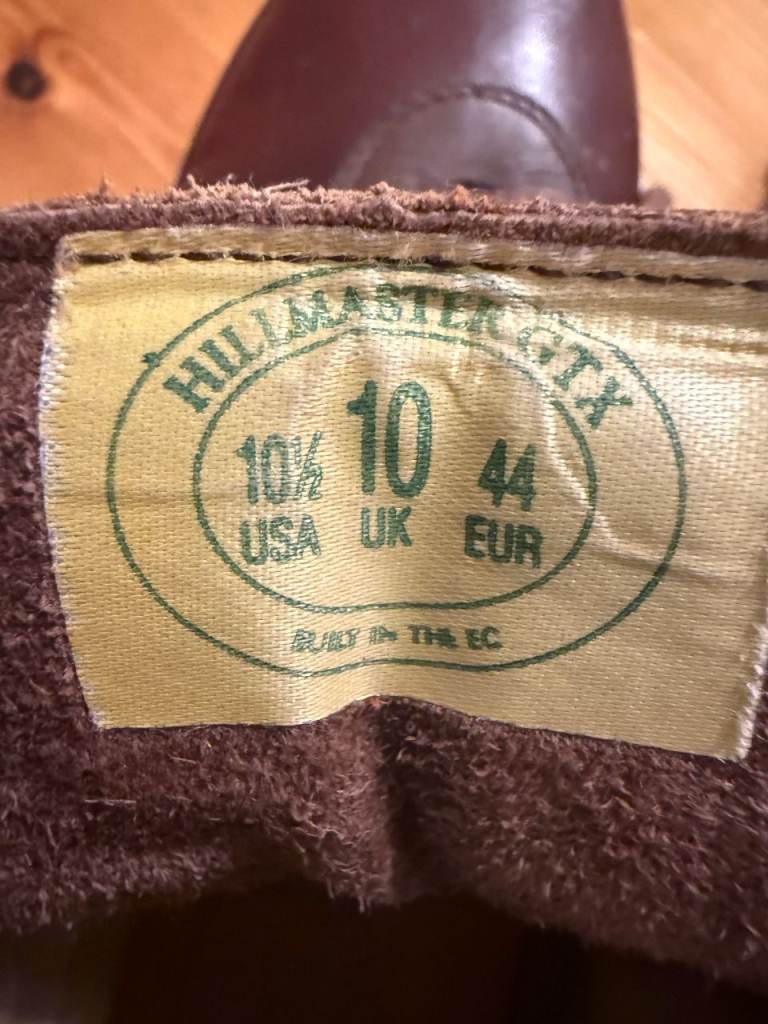 HILLMASTER GTX
10½ 10 44
USA UK EUR
BUILT IN THE EC